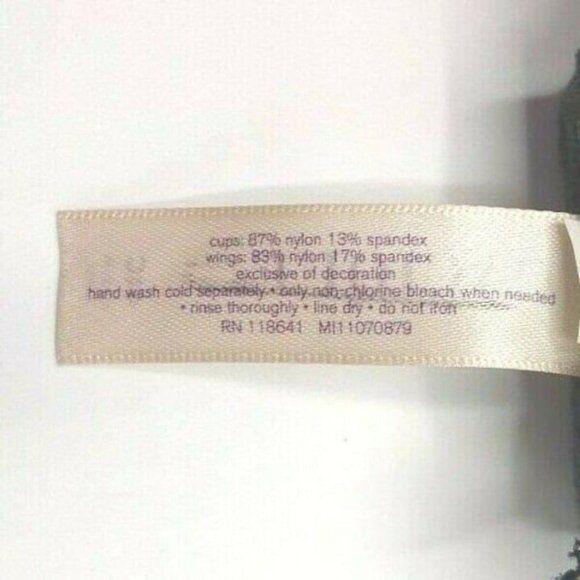 cups: 87% nylon 13% spandex
wings: 83% nylon 17% spandex
exclusive of decoration
hand wash cold separately • only non-chlorine bleach when needed
• rinse thoroughly • line dry • do not iron
RN 118641 MI11070879